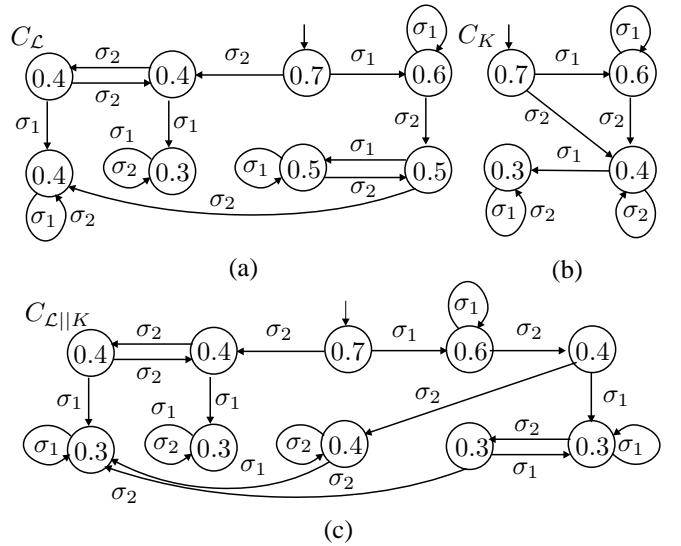 C_ℒ σ₂ σ₂ σ₁ σ₁ C_K σ₁
0.4 0.4 0.7 0.6 0.7 σ₁ 0.6
σ₂ σ₂ σ₂ σ₂
σ₁ σ₁ σ₁ σ₁ σ₁
0.4 σ₂ 0.3 σ₁ 0.5 σ₂ 0.5 0.3 0.4
σ₂
σ₁ σ₂ σ₁ σ₂ σ₂
(a) (b)
C_ℒ||K σ₁
σ₂ σ₂ σ₁ σ₂
0.4 0.4 0.7 0.6 0.4
σ₂
σ₁ σ₁ σ₁ σ₂ σ₁
σ₁ 0.3 σ₂ 0.3 σ₂ 0.4 0.3 σ₂ 0.3 σ₁
σ₁ σ₂ σ₁
σ₂
(c)